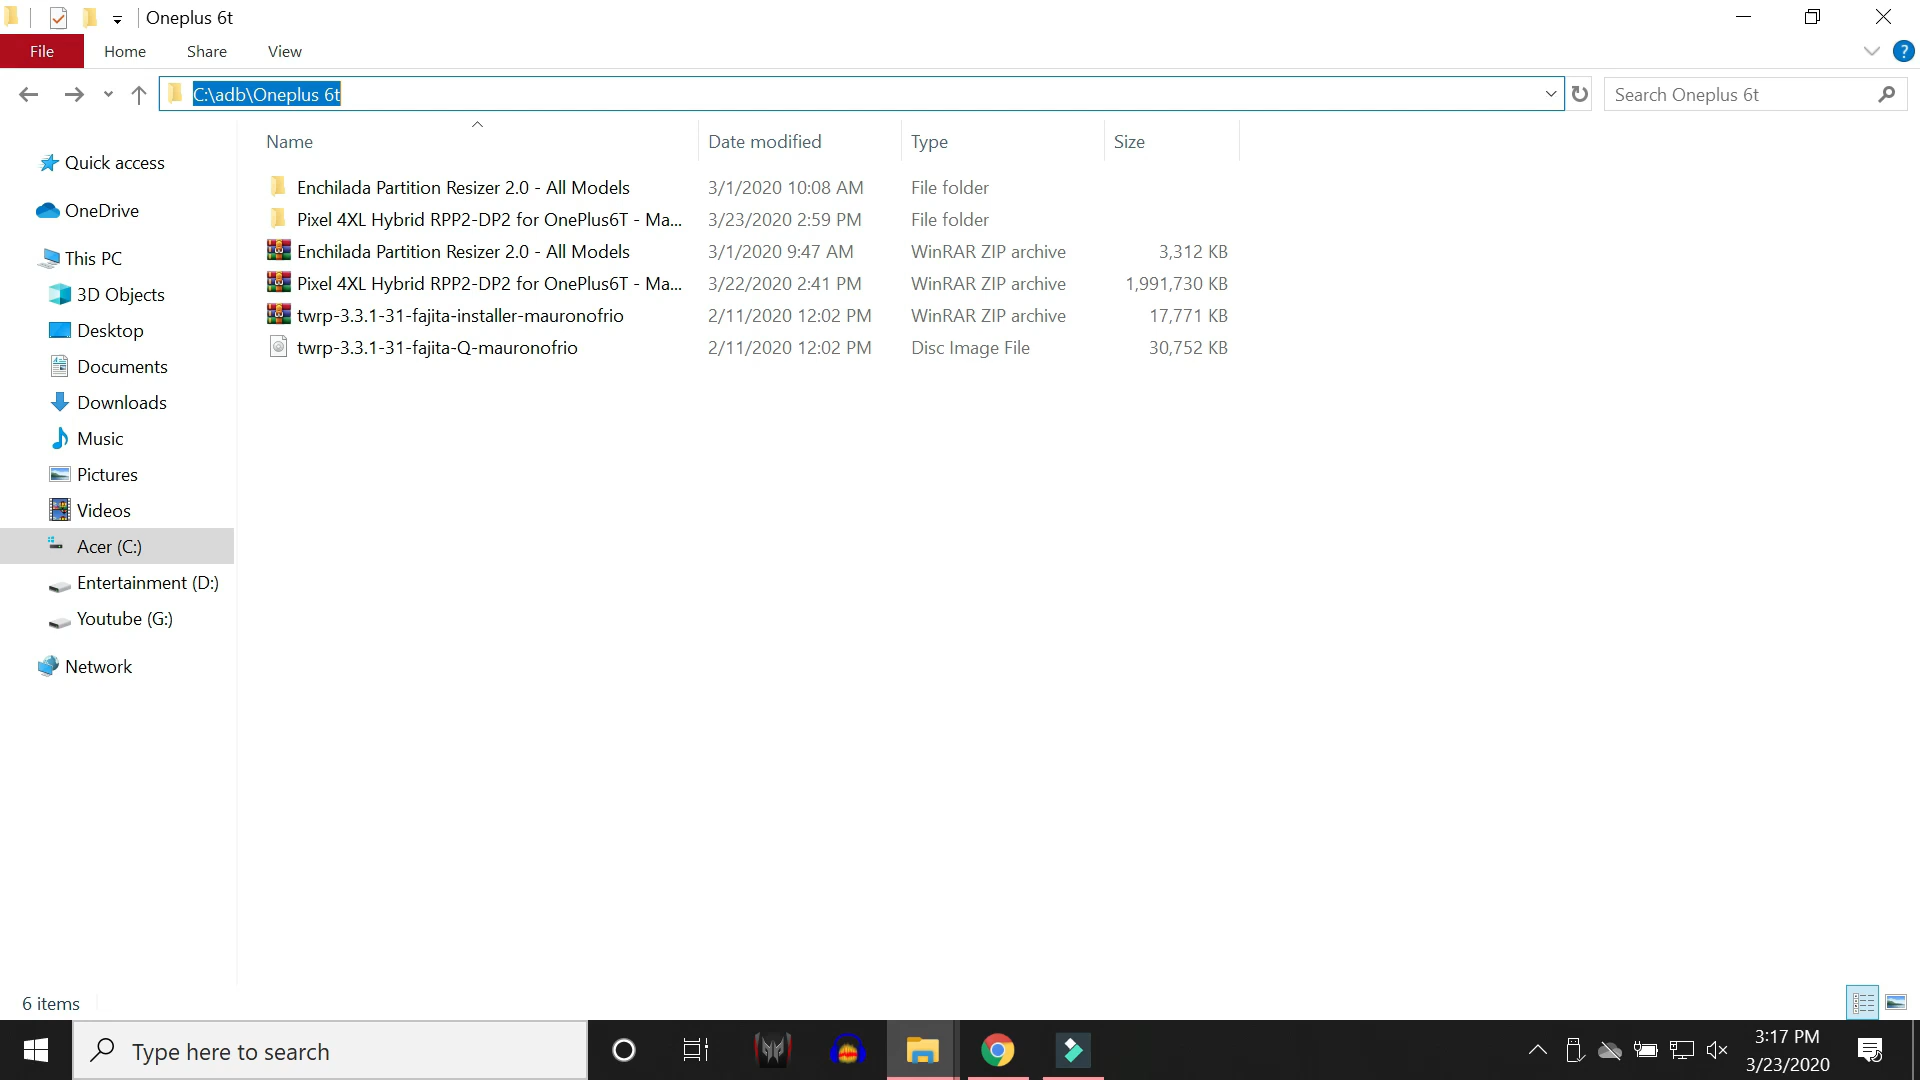 Oneplus 6t
File Home Share View
?
C:\adb\Oneplus 6t Search Oneplus 6t
Name Date modified Type Size
Quick access
OneDrive
This PC
3D Objects
Desktop
Documents
Downloads
Music
Pictures
Videos
Acer (C:)
Entertainment (D:)
Youtube (G:)
Network
Enchilada Partition Resizer 2.0 - All Models 3/1/2020 10:08 AM File folder
Pixel 4XL Hybrid RPP2-DP2 for OnePlus6T - Ma... 3/23/2020 2:59 PM File folder
Enchilada Partition Resizer 2.0 - All Models 3/1/2020 9:47 AM WinRAR ZIP archive 3,312 KB
Pixel 4XL Hybrid RPP2-DP2 for OnePlus6T - Ma... 3/22/2020 2:41 PM WinRAR ZIP archive 1,991,730 KB
twrp-3.3.1-31-fajita-installer-mauronofrio 2/11/2020 12:02 PM WinRAR ZIP archive 17,771 KB
twrp-3.3.1-31-fajita-Q-mauronofrio 2/11/2020 12:02 PM Disc Image File 30,752 KB
6 items
Type here to search
3:17 PM
3/23/2020